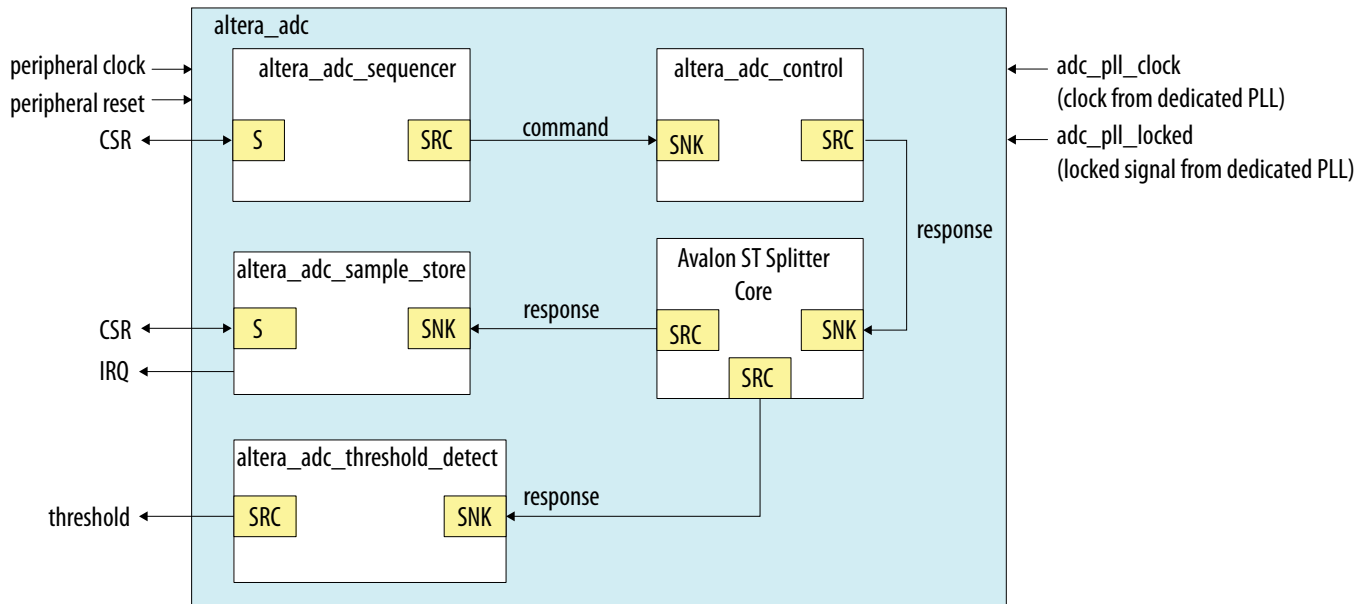 altera_adc
peripheral clock
peripheral reset
CSR
altera_adc_sequencer
S
SRC
command
altera_adc_control
SNK
SRC
adc_pll_clock
(clock from dedicated PLL)
adc_pll_locked
(locked signal from dedicated PLL)
response
CSR
IRQ
altera_adc_sample_store
S
SNK
response
Avalon ST Splitter
Core
SRC
SNK
SRC
threshold
altera_adc_threshold_detect
SRC
SNK
response